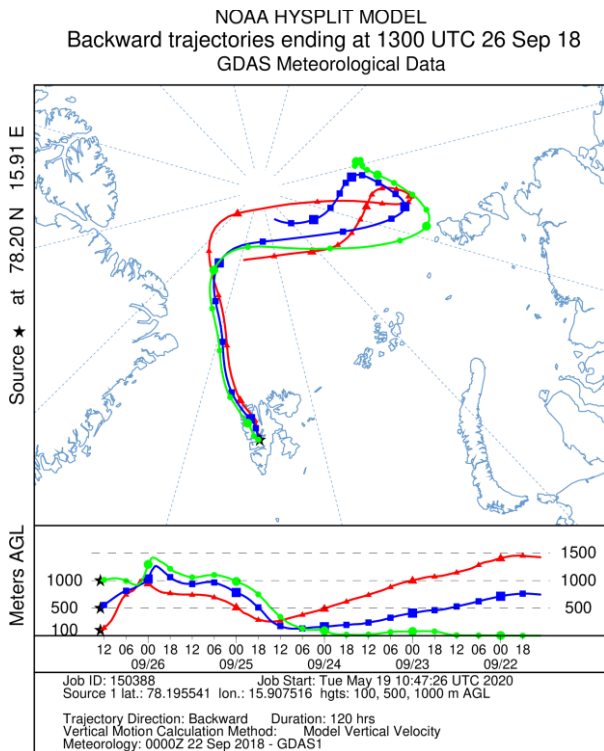 NOAA HYSPLIT MODEL
Backward trajectories ending at 1300 UTC 26 Sep 18
GDAS Meteorological Data
Source ★ at 78.20 N 15.91 E
Meters AGL
1500
1000 1000
500 500
100
12 06 00 18 12 06 00 18 12 06 00 18 12 06 00 18 12 06 00 18
09/26 09/25 09/24 09/23 09/22
Job ID: 150388 Job Start: Tue May 19 10:47:26 UTC 2020
Source 1 lat.: 78.195541 lon.: 15.907516 hgts: 100, 500, 1000 m AGL
Trajectory Direction: Backward Duration: 120 hrs
Vertical Motion Calculation Method: Model Vertical Velocity
Meteorology: 0000Z 22 Sep 2018 - GDAS1